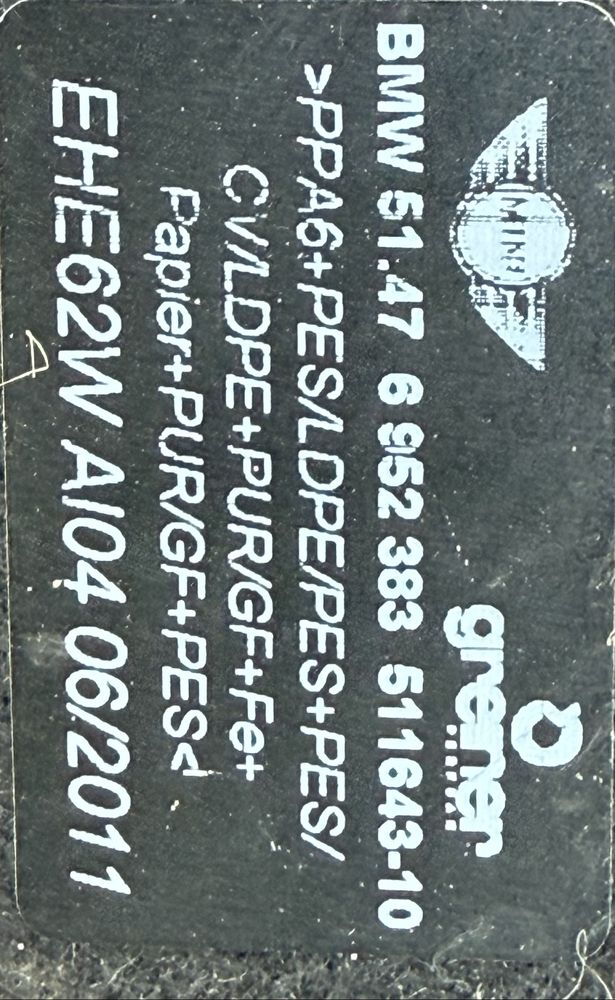 MINI
greiner
BMW 51.47 6 952 383 511643-10
>PPA6+PES/LDPE/PES+PES/
CV/LDPE+PUR/GF+Fe+
Papier+PUR/GF+PES<
EHE62W AI04 06/2011